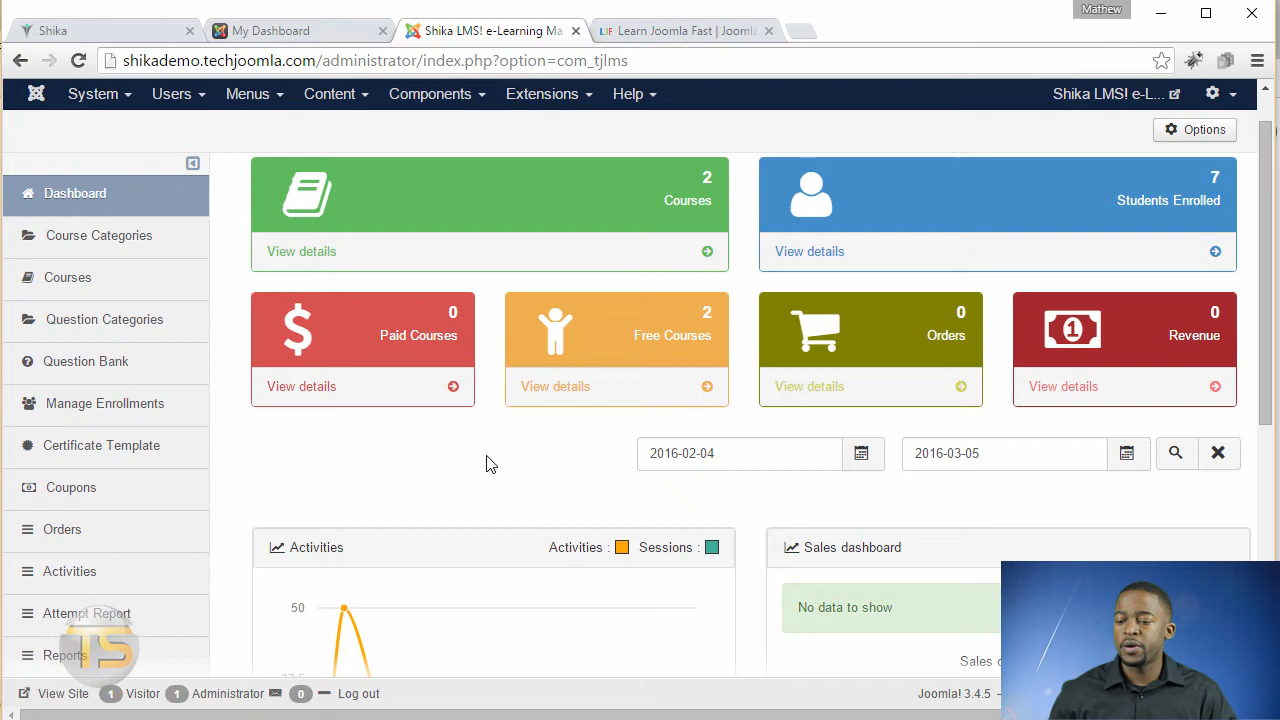 Mathew
Shika
My Dashboard
Shika LMS! e-Learning Ma
LJF Learn Joomla Fast | Joomla
shikademo.techjoomla.com/administrator/index.php?option=com_tjlms
System Users Menus Content Components Extensions Help Shika LMS! e-L...
Options
Dashboard
Course Categories
Courses
Question Categories
Question Bank
Manage Enrollments
Certificate Template
Coupons
Orders
Activities
Attempt Report
Reports
TS
2
Courses
View details
7
Students Enrolled
View details
0
Paid Courses
View details
2
Free Courses
View details
0
Orders
View details
1
0
Revenue
View details
2016-02-04
2016-03-05
Activities
Activities :
Sessions :
50
Sales dashboard
No data to show
View Site 1 Visitor 1 Administrator 0 Log out
Joomla! 3.4.5 —